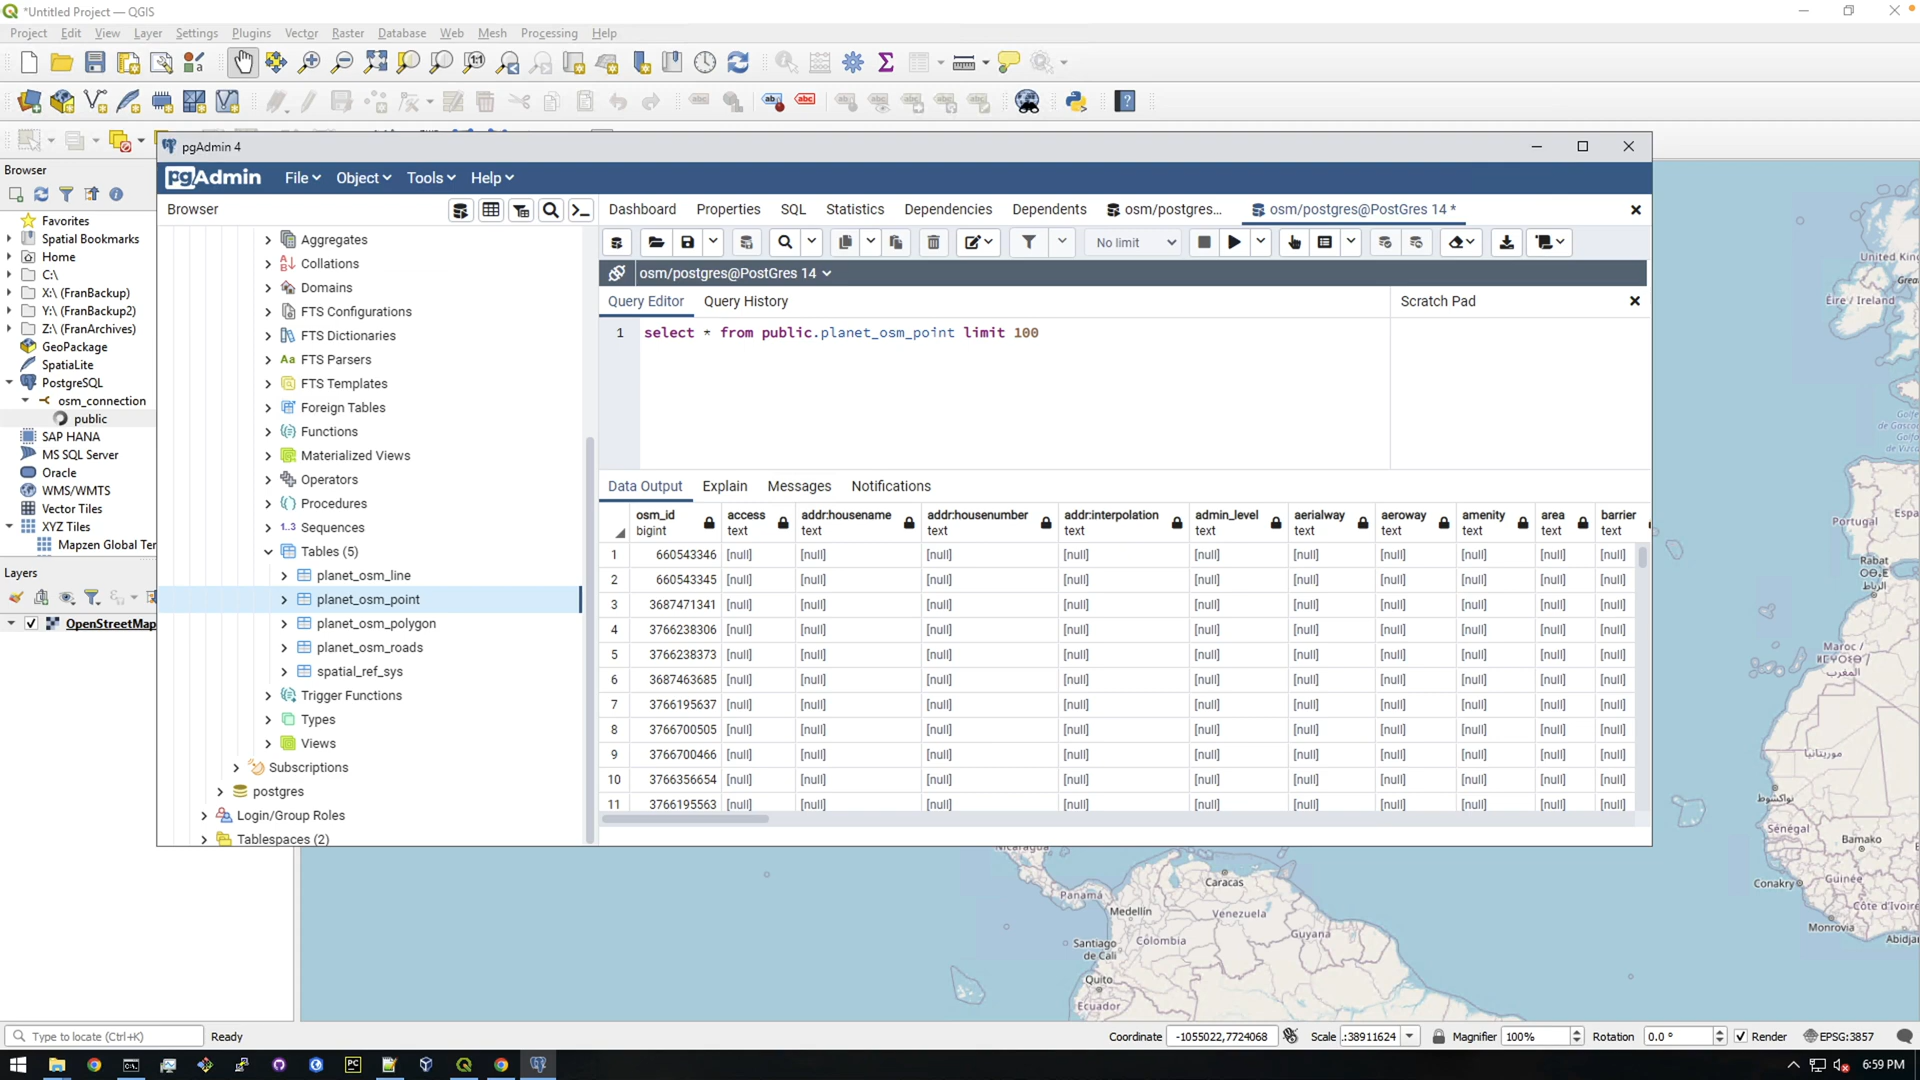 *Untitled Project — QGIS
Project Edit View Layer Settings Plugins Vector Raster Database Web Mesh Processing Help
Browser
Favorites
Spatial Bookmarks
Home
C:\
X:\ (FranBackup)
Y:\ (FranBackup2)
Z:\ (FranArchives)
GeoPackage
SpatiaLite
PostgreSQL
osm_connection
public
SAP HANA
MS SQL Server
Oracle
WMS/WMTS
Vector Tiles
XYZ Tiles
Mapzen Global Ter
Layers
OpenStreetMap
pgAdmin 4
pgAdmin File Object Tools Help
Browser
Dashboard Properties SQL Statistics Dependencies Dependents osm/postgres... osm/postgres@PostGres 14 *
No limit
Aggregates
Collations
Domains
FTS Configurations
FTS Dictionaries
Aa FTS Parsers
FTS Templates
Foreign Tables
Functions
Materialized Views
Operators
Procedures
1..3 Sequences
Tables (5)
planet_osm_line
planet_osm_point
planet_osm_polygon
planet_osm_roads
spatial_ref_sys
Trigger Functions
Types
Views
Subscriptions
postgres
Login/Group Roles
Tablespaces (2)
osm/postgres@PostGres 14
Query Editor Query History Scratch Pad
1 select * from public.planet_osm_point limit 100
Data Output Explain Messages Notifications
osm_id access addr:housename addr:housenumber addr:interpolation admin_level aerialway aeroway amenity area barrier
bigint text text text text text text text text text text
1 660543346 [null] [null] [null] [null] [null] [null] [null] [null] [null] [null]
2 660543345 [null] [null] [null] [null] [null] [null] [null] [null] [null] [null]
3 3687471341 [null] [null] [null] [null] [null] [null] [null] [null] [null] [null]
4 3766238306 [null] [null] [null] [null] [null] [null] [null] [null] [null] [null]
5 3766238373 [null] [null] [null] [null] [null] [null] [null] [null] [null] [null]
6 3687463685 [null] [null] [null] [null] [null] [null] [null] [null] [null] [null]
7 3766195637 [null] [null] [null] [null] [null] [null] [null] [null] [null] [null]
8 3766700505 [null] [null] [null] [null] [null] [null] [null] [null] [null] [null]
9 3766700466 [null] [null] [null] [null] [null] [null] [null] [null] [null] [null]
10 3766356654 [null] [null] [null] [null] [null] [null] [null] [null] [null] [null]
11 3766195563 [null] [null] [null] [null] [null] [null] [null] [null] [null] [null]
United King
Éire / Ireland
Portugal
Españ
Rabat
الرباط
Maroc /
المغرب
موريتانيا
نواكشوط
Sénégal
Bamako
Guinée
Conakry
Côte d'Ivoire
Monrovia
Abidjan
Nicaragua
Panamá
Caracas
Medellín
Venezuela
Guyana
Santiago
de Cali
Colombia
Quito
Ecuador
Type to locate (Ctrl+K) Ready Coordinate -1055022,7724068 Scale :38911624 Magnifier 100% Rotation 0.0 ° Render EPSG:3857
6:59 PM